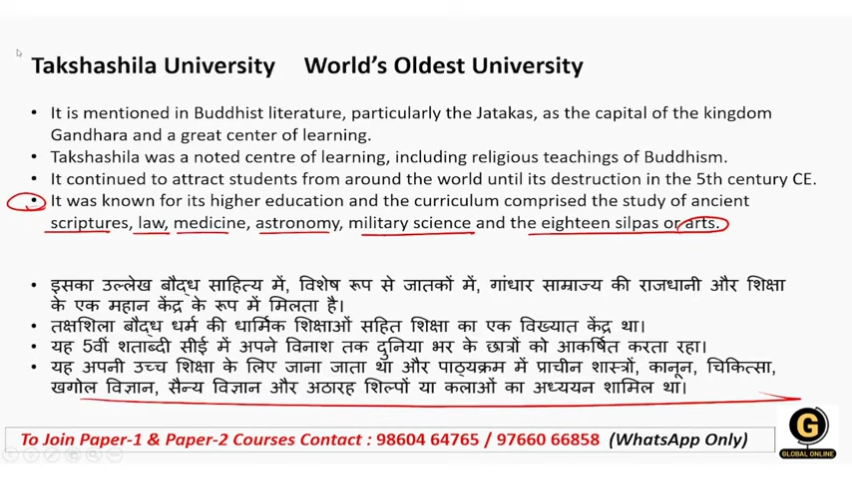 Takshashila University World's Oldest University
• It is mentioned in Buddhist literature, particularly the Jatakas, as the capital of the kingdom
Gandhara and a great center of learning.
• Takshashila was a noted centre of learning, including religious teachings of Buddhism.
• It continued to attract students from around the world until its destruction in the 5th century CE.
• It was known for its higher education and the curriculum comprised the study of ancient
scriptures, law, medicine, astronomy, military science and the eighteen silpas or arts.
• इसका उल्लेख बौद्ध साहित्य में, विशेष रूप से जातकों में, गांधार साम्राज्य की राजधानी और शिक्षा
के एक महान केंद्र के रूप में मिलता है।
• तक्षशिला बौद्ध धर्म की धार्मिक शिक्षाओं सहित शिक्षा का एक विख्यात केंद्र था।
• यह 5वीं शताब्दी सीई में अपने विनाश तक दुनिया भर के छात्रों को आकर्षित करता रहा।
• यह अपनी उच्च शिक्षा के लिए जाना जाता था और पाठ्यक्रम में प्राचीन शास्त्रों, कानून, चिकित्सा,
खगोल विज्ञान, सैन्य विज्ञान और अठारह शिल्पों या कलाओं का अध्ययन शामिल था।
To Join Paper-1 & Paper-2 Courses Contact : 98604 64765 / 97660 66858 (WhatsApp Only)
G
GLOBAL ONLINE